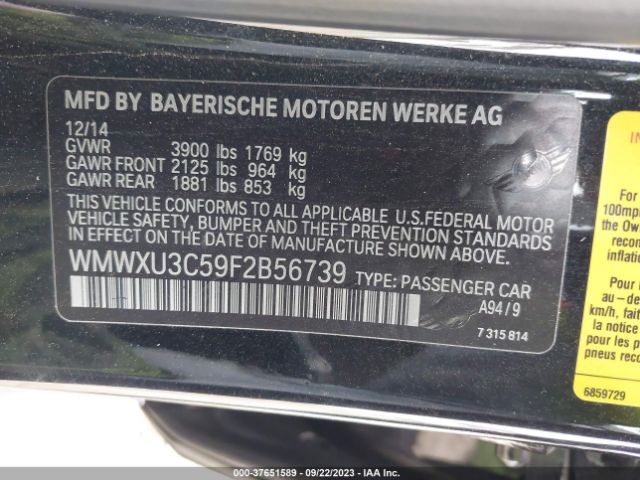 MFD BY BAYERISCHE MOTOREN WERKE AG
12/14
GVWR 3900 lbs 1769 kg
GAWR FRONT 2125 lbs 964 kg
GAWR REAR 1881 lbs 853 kg
THIS VEHICLE CONFORMS TO ALL APPLICABLE U.S.FEDERAL MOTOR
VEHICLE SAFETY, BUMPER AND THEFT PREVENTION STANDARDS
IN EFFECT ON THE DATE OF MANUFACTURE SHOWN ABOVE.
WMWXU3C59F2B56739 TYPE: PASSENGER CAR
A94/9
7 315 814
For
100mp
the Ow
recon
inflatio
Pour
au-de
km/h, fait
la notice
pour les p
pneus reco
6859729
000-37651589 - 09/22/2023 - IAA Inc.